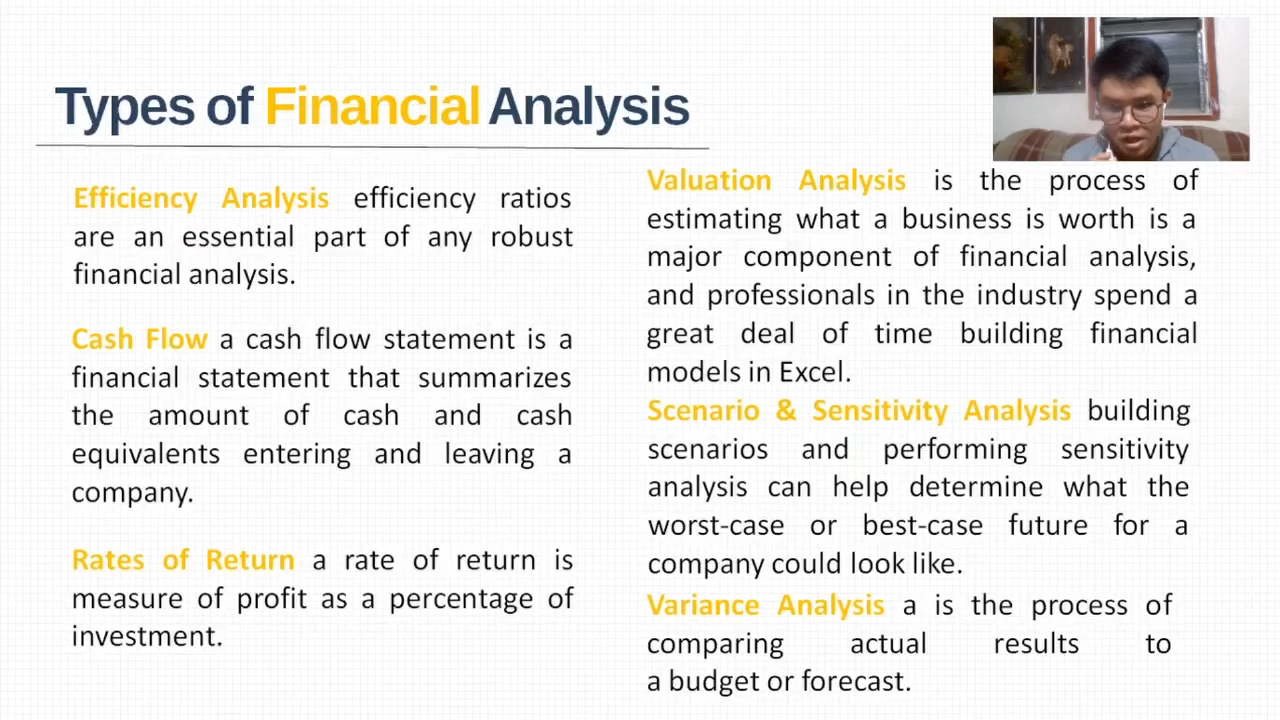 Types of Financial Analysis
Efficiency Analysis efficiency ratios
are an essential part of any robust
financial analysis.
Cash Flow a cash flow statement is a
financial statement that summarizes
the amount of cash and cash
equivalents entering and leaving a
company.
Rates of Return a rate of return is
measure of profit as a percentage of
investment.
Valuation Analysis is the process of
estimating what a business is worth is a
major component of financial analysis,
and professionals in the industry spend a
great deal of time building financial
models in Excel.
Scenario & Sensitivity Analysis building
scenarios and performing sensitivity
analysis can help determine what the
worst-case or best-case future for a
company could look like.
Variance Analysis a is the process of
comparing actual results to
a budget or forecast.